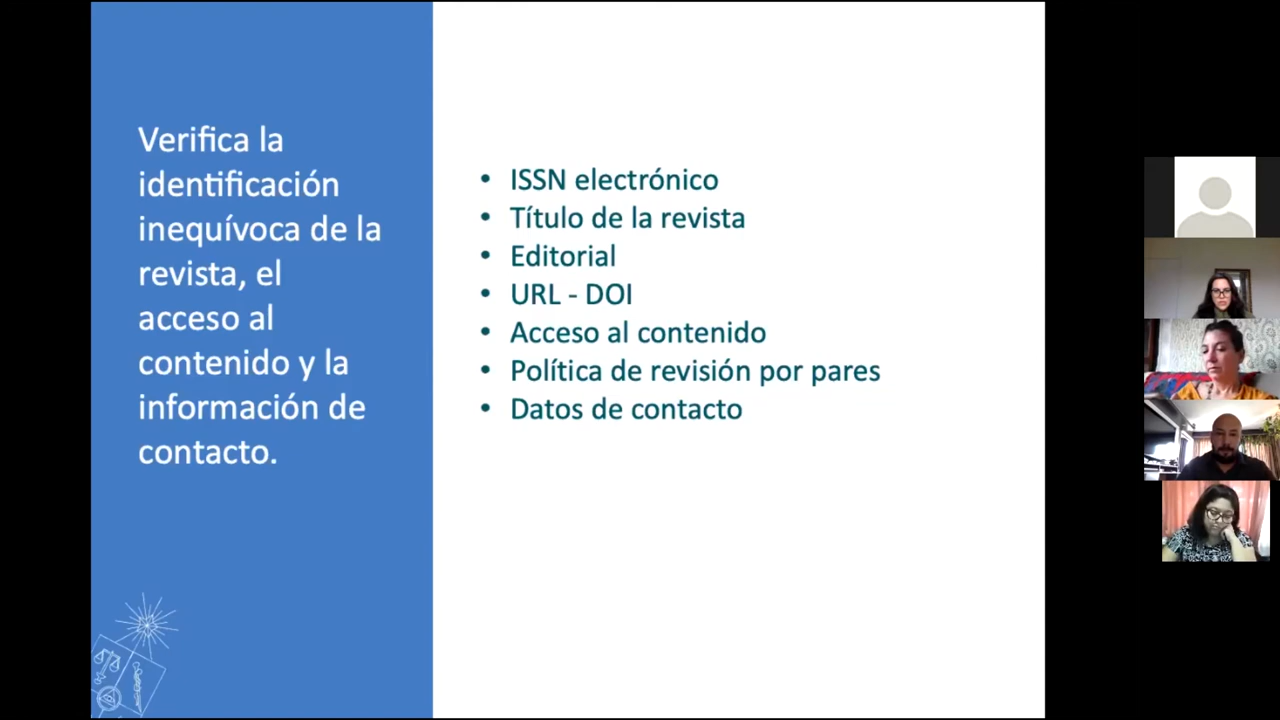 Verifica la
identificación
inequívoca de la
revista, el
acceso al
contenido y la
información de
contacto.
• ISSN electrónico
• Título de la revista
• Editorial
• URL - DOI
• Acceso al contenido
• Política de revisión por pares
• Datos de contacto